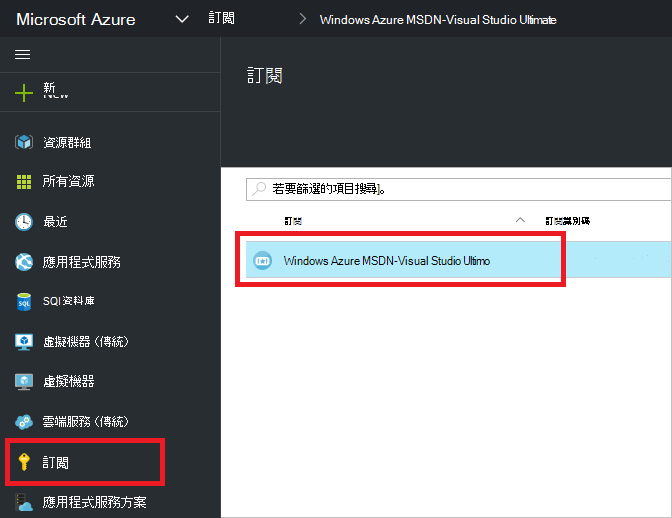 Microsoft Azure 訂閱 Windows Azure MSDN-Visual Studio Ultimate
訂閱
新
資源群組
所有資源
最近
應用程式服務
SQl資料庫
虛擬機器 (傳統)
虛擬機器
雲端服務 (傳統)
訂閱
應用程式服務方案
若要篩選的項目搜尋]。
訂閱 訂閱識別碼
Windows Azure MSDN-Visual Studio Ultimo